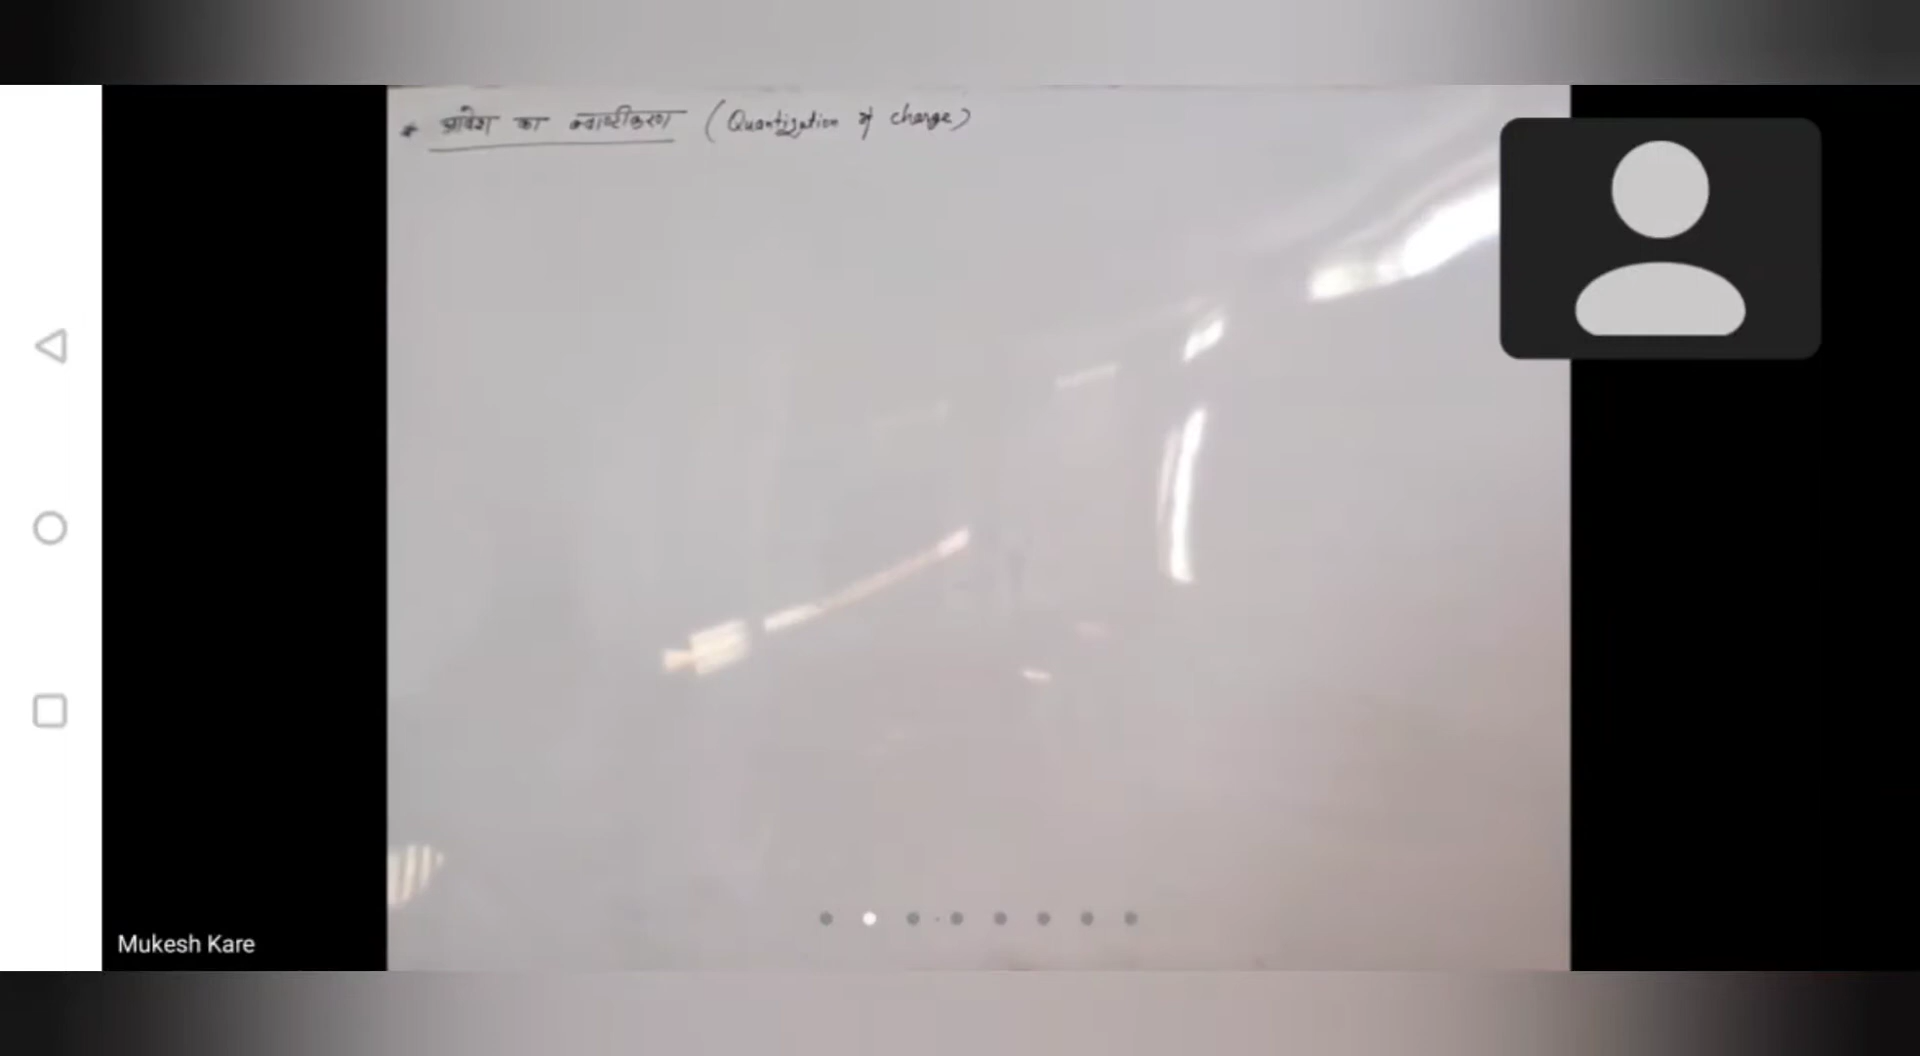 * आवेश का क्वाण्टीकरण (Quantization of charge)
Mukesh Kare